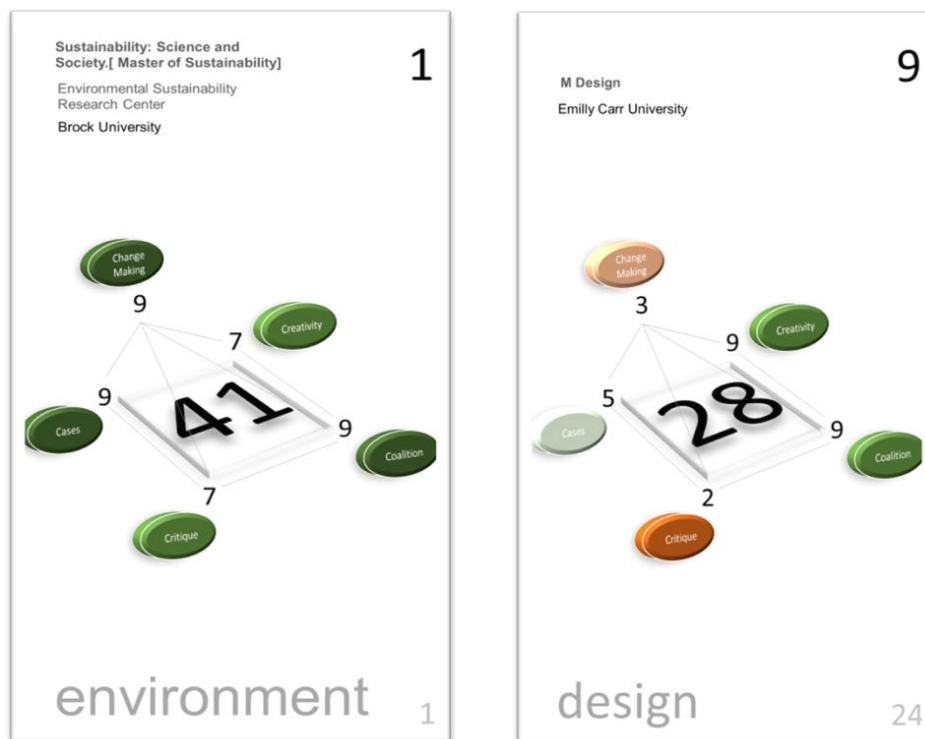 Sustainability: Science and
Society.[ Master of Sustainability]
1
Environmental Sustainability
Research Center
Brock University
Change
Making
9
Creativity
7
9
41
Cases
9
Coalition
7
Critique
environment
1
9
M Design
Emilly Carr University
Change
Making
3
Creativity
9
5
28
Cases
9
Coalition
2
Critique
design
24